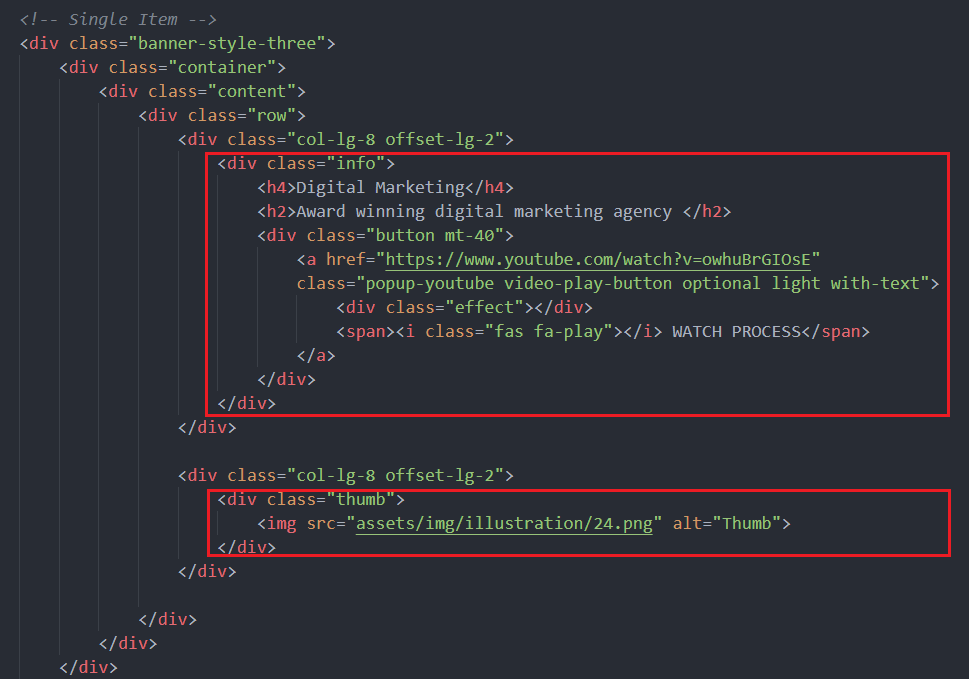 <!-- Single Item -->
<div class="banner-style-three">
<div class="container">
<div class="content">
<div class="row">
<div class="col-lg-8 offset-lg-2">
<div class="info">
<h4>Digital Marketing</h4>
<h2>Award winning digital marketing agency </h2>
<div class="button mt-40">
<a href="https://www.youtube.com/watch?v=owhuBrGIOsE"
class="popup-youtube video-play-button optional light with-text">
<div class="effect"></div>
<span><i class="fas fa-play"></i> WATCH PROCESS</span>
</a>
</div>
</div>
</div>
<div class="col-lg-8 offset-lg-2">
<div class="thumb">
<img src="assets/img/illustration/24.png" alt="Thumb">
</div>
</div>
</div>
</div>
</div>